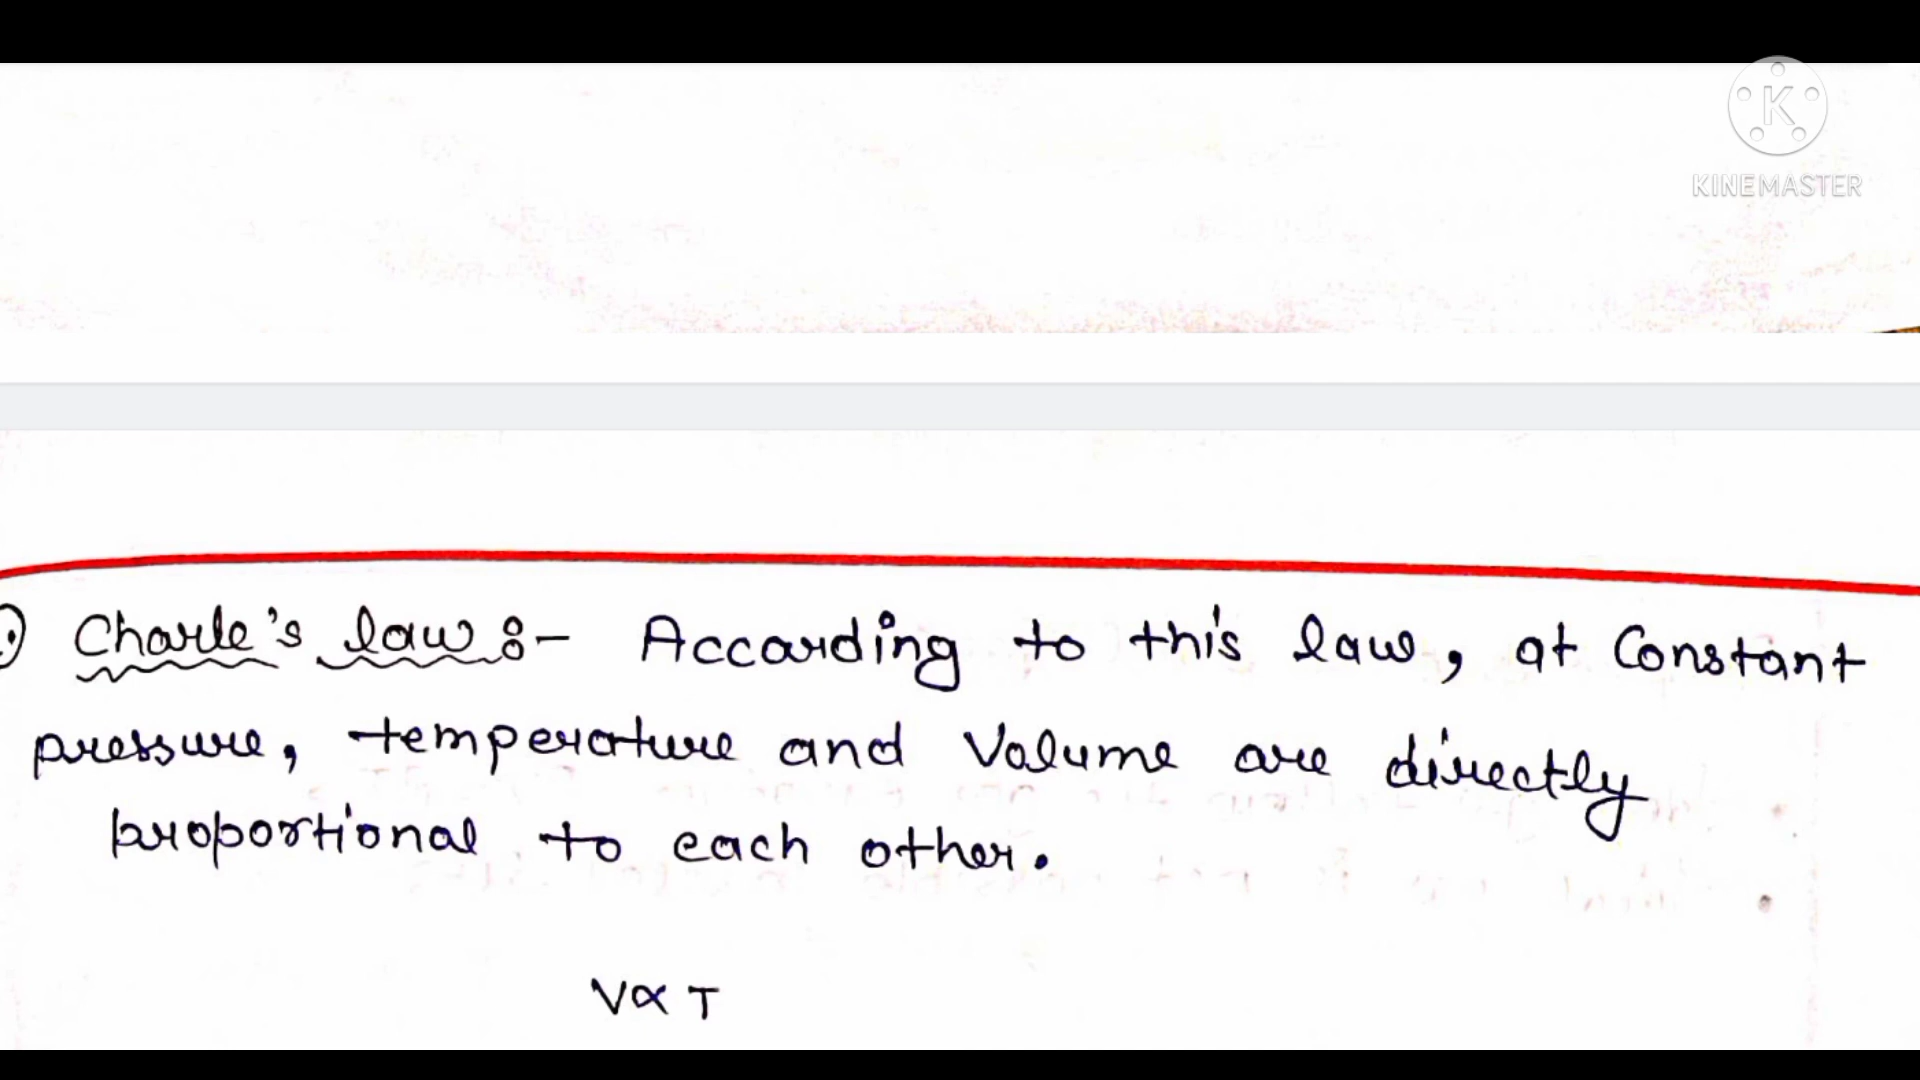 K
KINEMASTER
Charle's law :- According to this law, at Constant
pressure, temperature and Volume are directly
proportional to each other.
V ∝ T